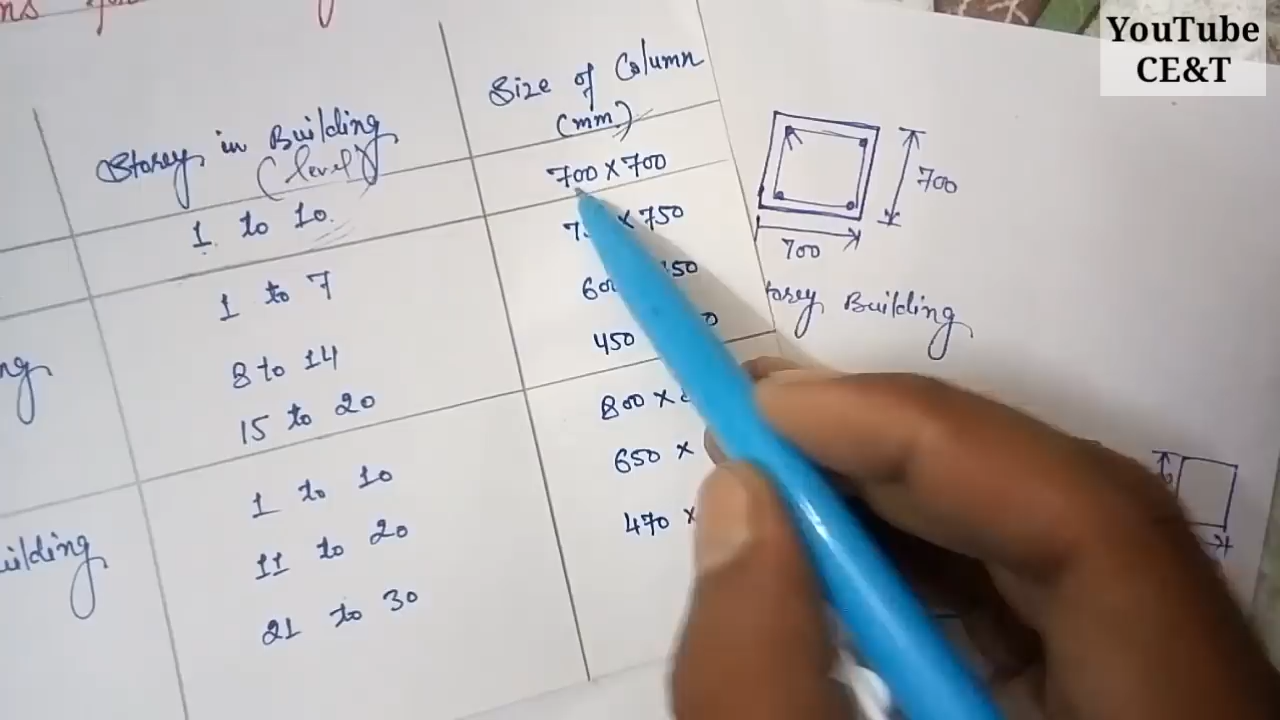 YouTube
CE&T
Storey in Building
(level)
Size of Column
(mm)
1 to 10
700 × 700
1 to 7
× 750
8 to 14
15 to 20
450
1 to 10
800 ×
11 to 20
650 ×
21 to 30
470 ×
700
700
Building